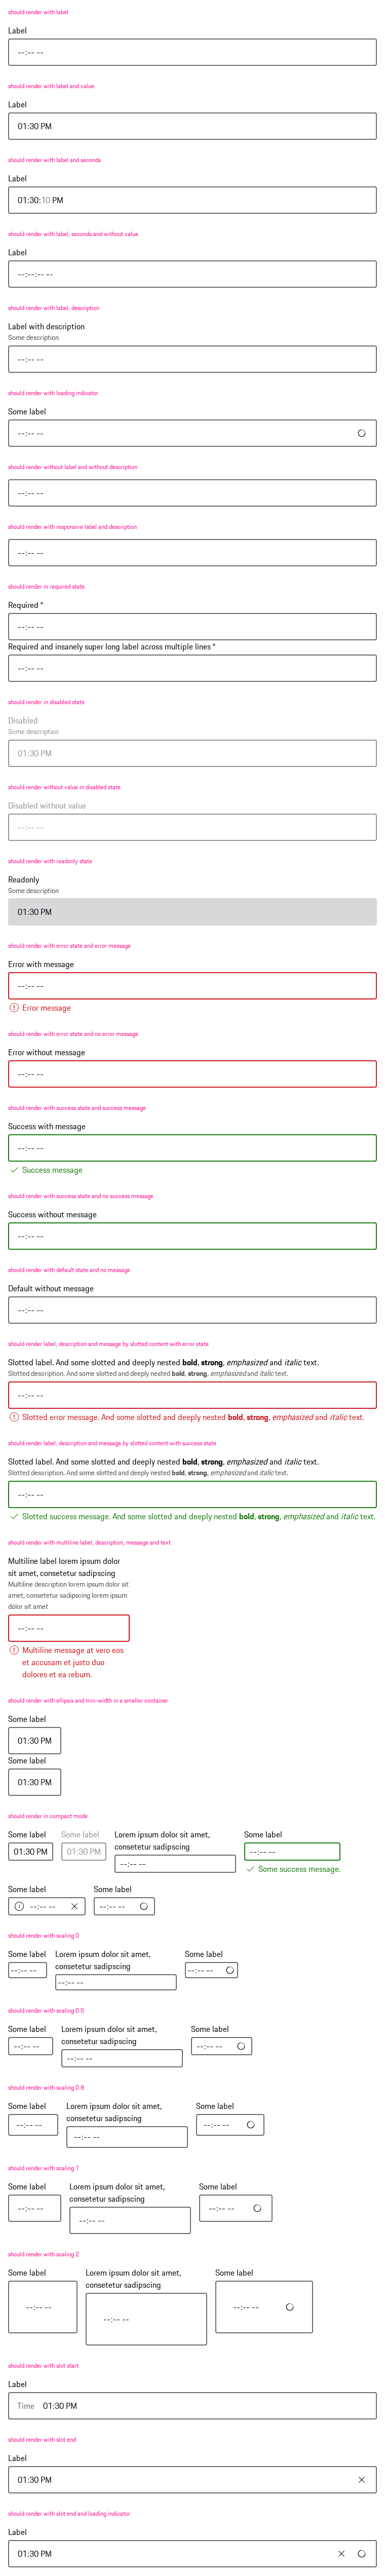 should render with label
Label
--:-- --
should render with label and value
Label
01:30 PM
should render with label and seconds
Label
01:30:10 PM
should render with label, seconds and without value
Label
--:--:-- --
should render with label, description
Label with description
Some description
--:-- --
should render with loading indicator
Some label
--:-- --
should render without label and without description
--:-- --
should render with responsive label and description
--:-- --
should render in required state
Required *
--:-- --
Required and insanely super long label across multiple lines *
--:-- --
should render in disabled state
Disabled
Some description
01:30 PM
should render without value in disabled state
Disabled without value
--:-- --
should render with readonly state
Readonly
Some description
01:30 PM
should render with error state and error message
Error with message
--:-- --
Error message
should render with error state and no error message
Error without message
--:-- --
should render with success state and success message
Success with message
--:-- --
Success message
should render with success state and no success message
Success without message
--:-- --
should render with default state and no message
Default without message
--:-- --
should render label, description and message by slotted content with error state
Slotted label. And some slotted and deeply nested bold, strong, emphasized and italic text.
Slotted description. And some slotted and deeply nested bold, strong, emphasized and italic text.
--:-- --
Slotted error message. And some slotted and deeply nested bold, strong, emphasized and italic text.
should render label, description and message by slotted content with success state
Slotted label. And some slotted and deeply nested bold, strong, emphasized and italic text.
Slotted description. And some slotted and deeply nested bold, strong, emphasized and italic text.
--:-- --
Slotted success message. And some slotted and deeply nested bold, strong, emphasized and italic text.
should render with multiline label, description, message and text
Multiline label lorem ipsum dolor
sit amet, consetetur sadipscing
Multiline description lorem ipsum dolor sit
amet, consetetur sadipscing lorem ipsum
dolor sit amet
--:-- --
Multiline message at vero eos
et accusam et justo duo
dolores et ea rebum.
should render with ellipsis and min-width in a smaller container
Some label
01:30 PM
Some label
01:30 PM
should render in compact mode
Some label Some label Lorem ipsum dolor sit amet, Some label
consetetur sadipscing
01:30 PM 01:30 PM --:-- --
--:-- --
Some success message.
Some label Some label
--:-- -- --:-- --
should render with scaling 0
Some label Lorem ipsum dolor sit amet, Some label
consetetur sadipscing
--:-- -- --:-- --
--:-- --
should render with scaling 0.5
Some label Lorem ipsum dolor sit amet, Some label
consetetur sadipscing
--:-- -- --:-- --
--:-- --
should render with scaling 0.8
Some label Lorem ipsum dolor sit amet, Some label
consetetur sadipscing
--:-- -- --:-- --
--:-- --
should render with scaling 1
Some label Lorem ipsum dolor sit amet, Some label
consetetur sadipscing
--:-- -- --:-- --
--:-- --
should render with scaling 2
Some label Lorem ipsum dolor sit amet, Some label
consetetur sadipscing
--:-- -- --:-- --
--:-- --
should render with slot start
Label
Time 01:30 PM
should render with slot end
Label
01:30 PM
should render with slot end and loading indicator
Label
01:30 PM